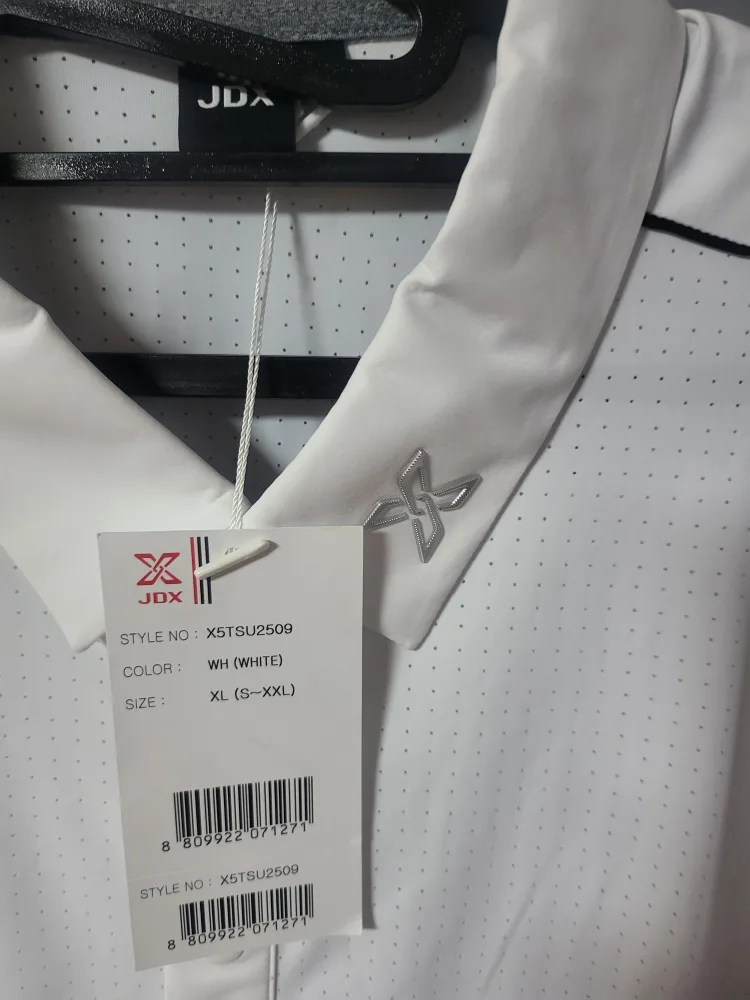 JDX
JDX
STYLE NO : X5TSU2509
COLOR : WH (WHITE)
SIZE : XL (S~XXL)
8 809922 071271
STYLE NO : X5TSU2509
8 809922 071271